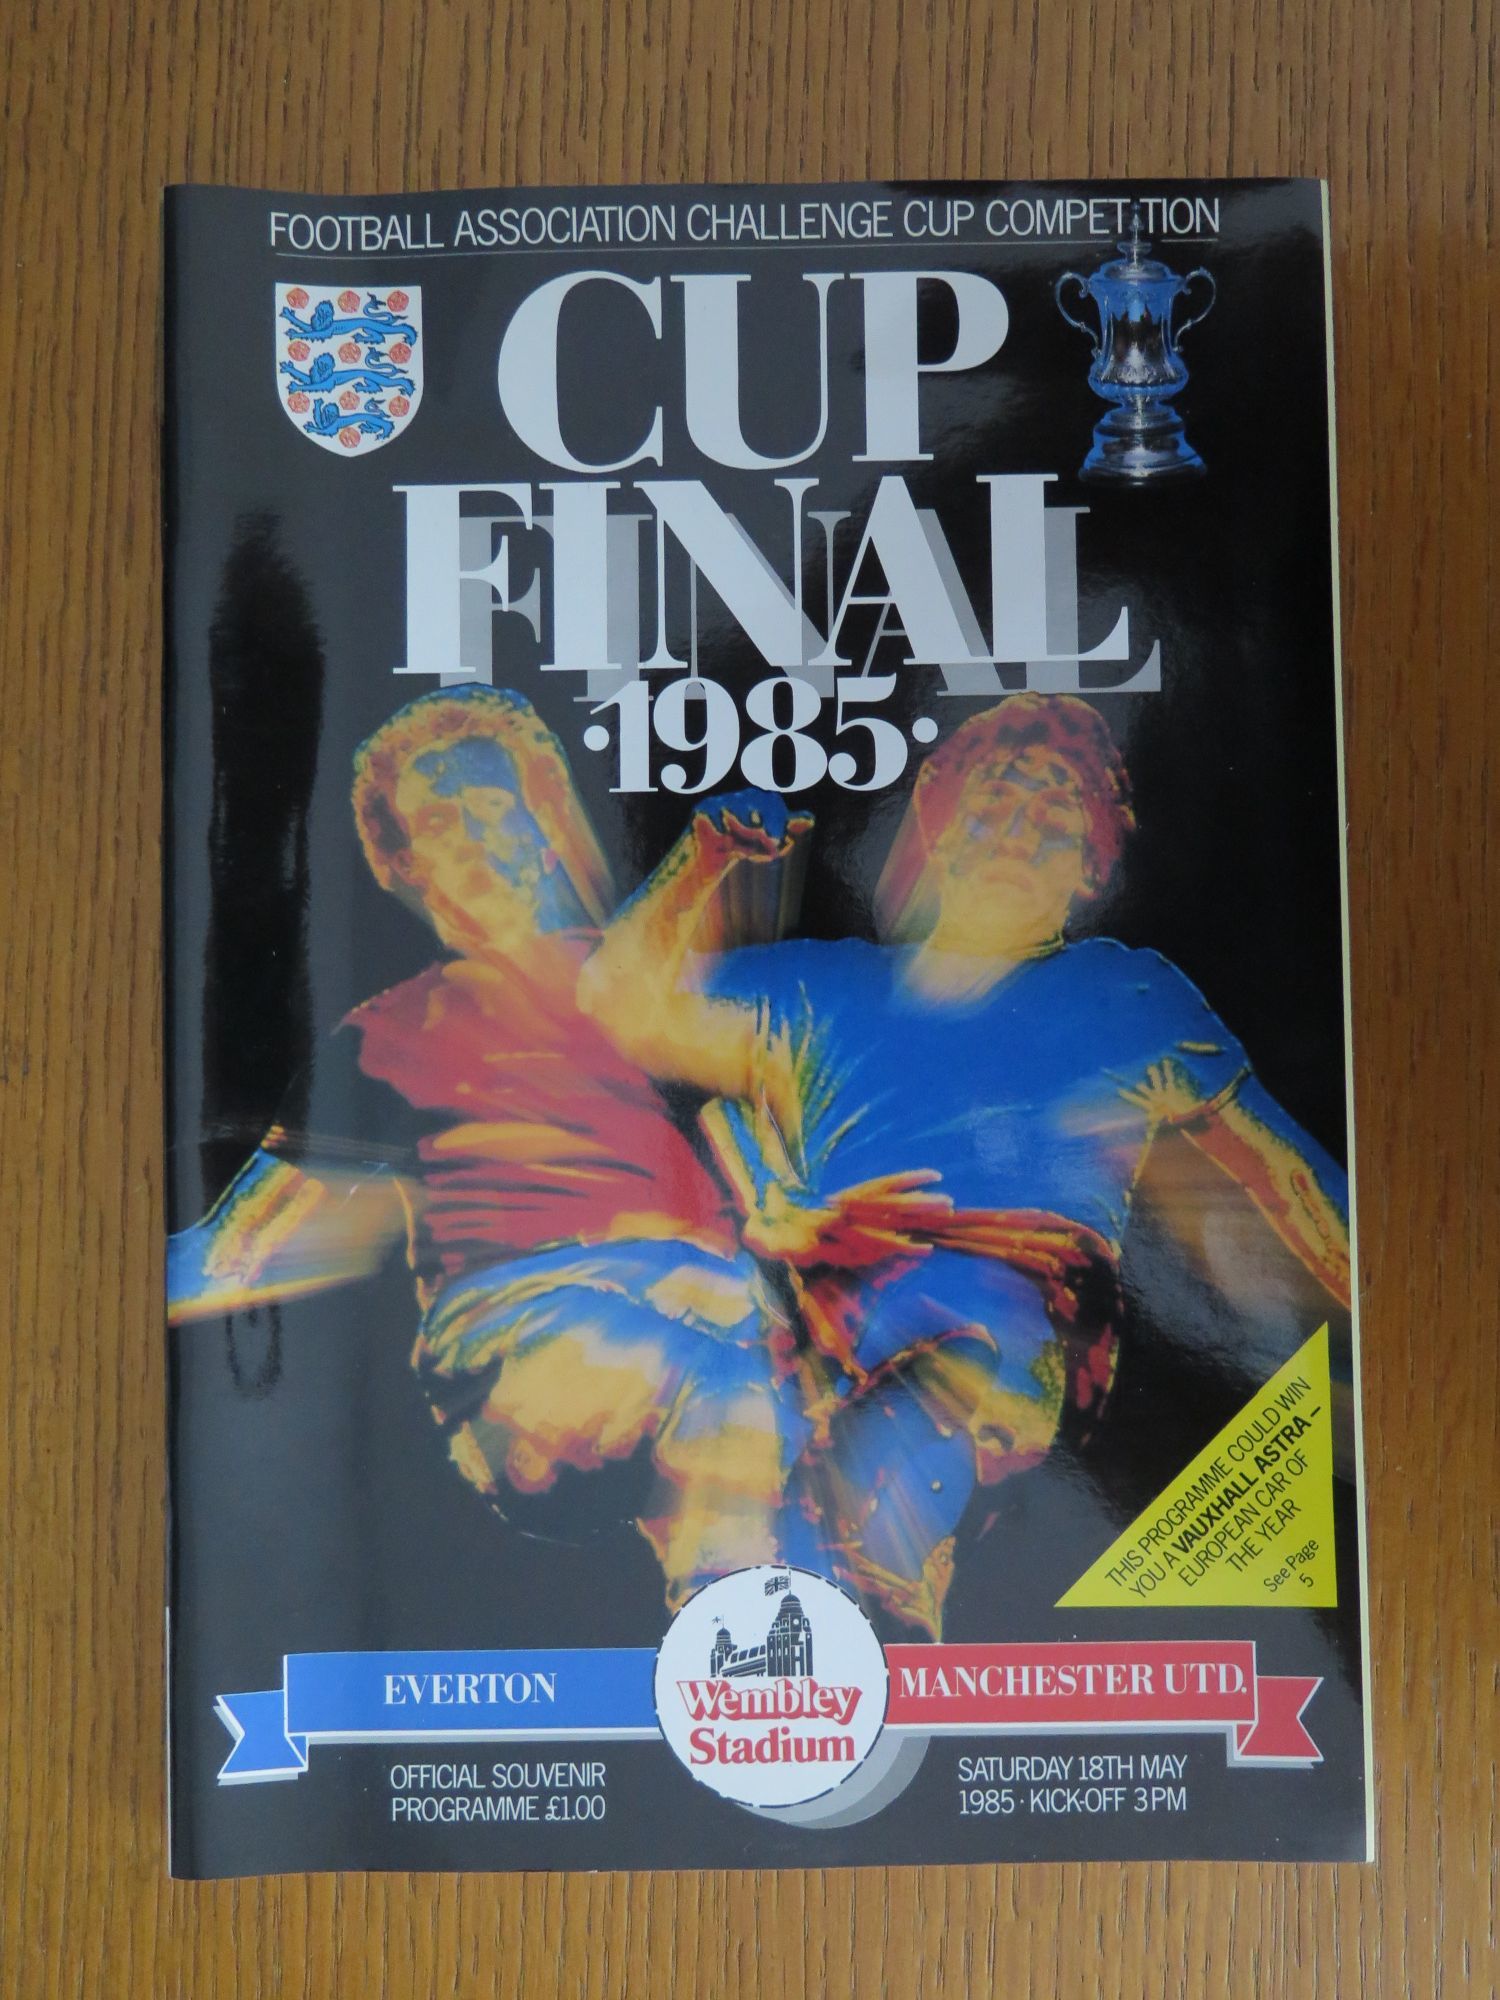 FOOTBALL ASSOCIATION CHALLENGE CUP COMPETITION
CUP
FINAL
·1985·
THIS PROGRAMME COULD WIN
YOU A VAUXHALL ASTRA –
EUROPEAN CAR OF
THE YEAR
See Page
5
EVERTON
Wembley
Stadium
MANCHESTER UTD.
OFFICIAL SOUVENIR
PROGRAMME £1.00
SATURDAY 18TH MAY
1985 · KICK-OFF 3PM